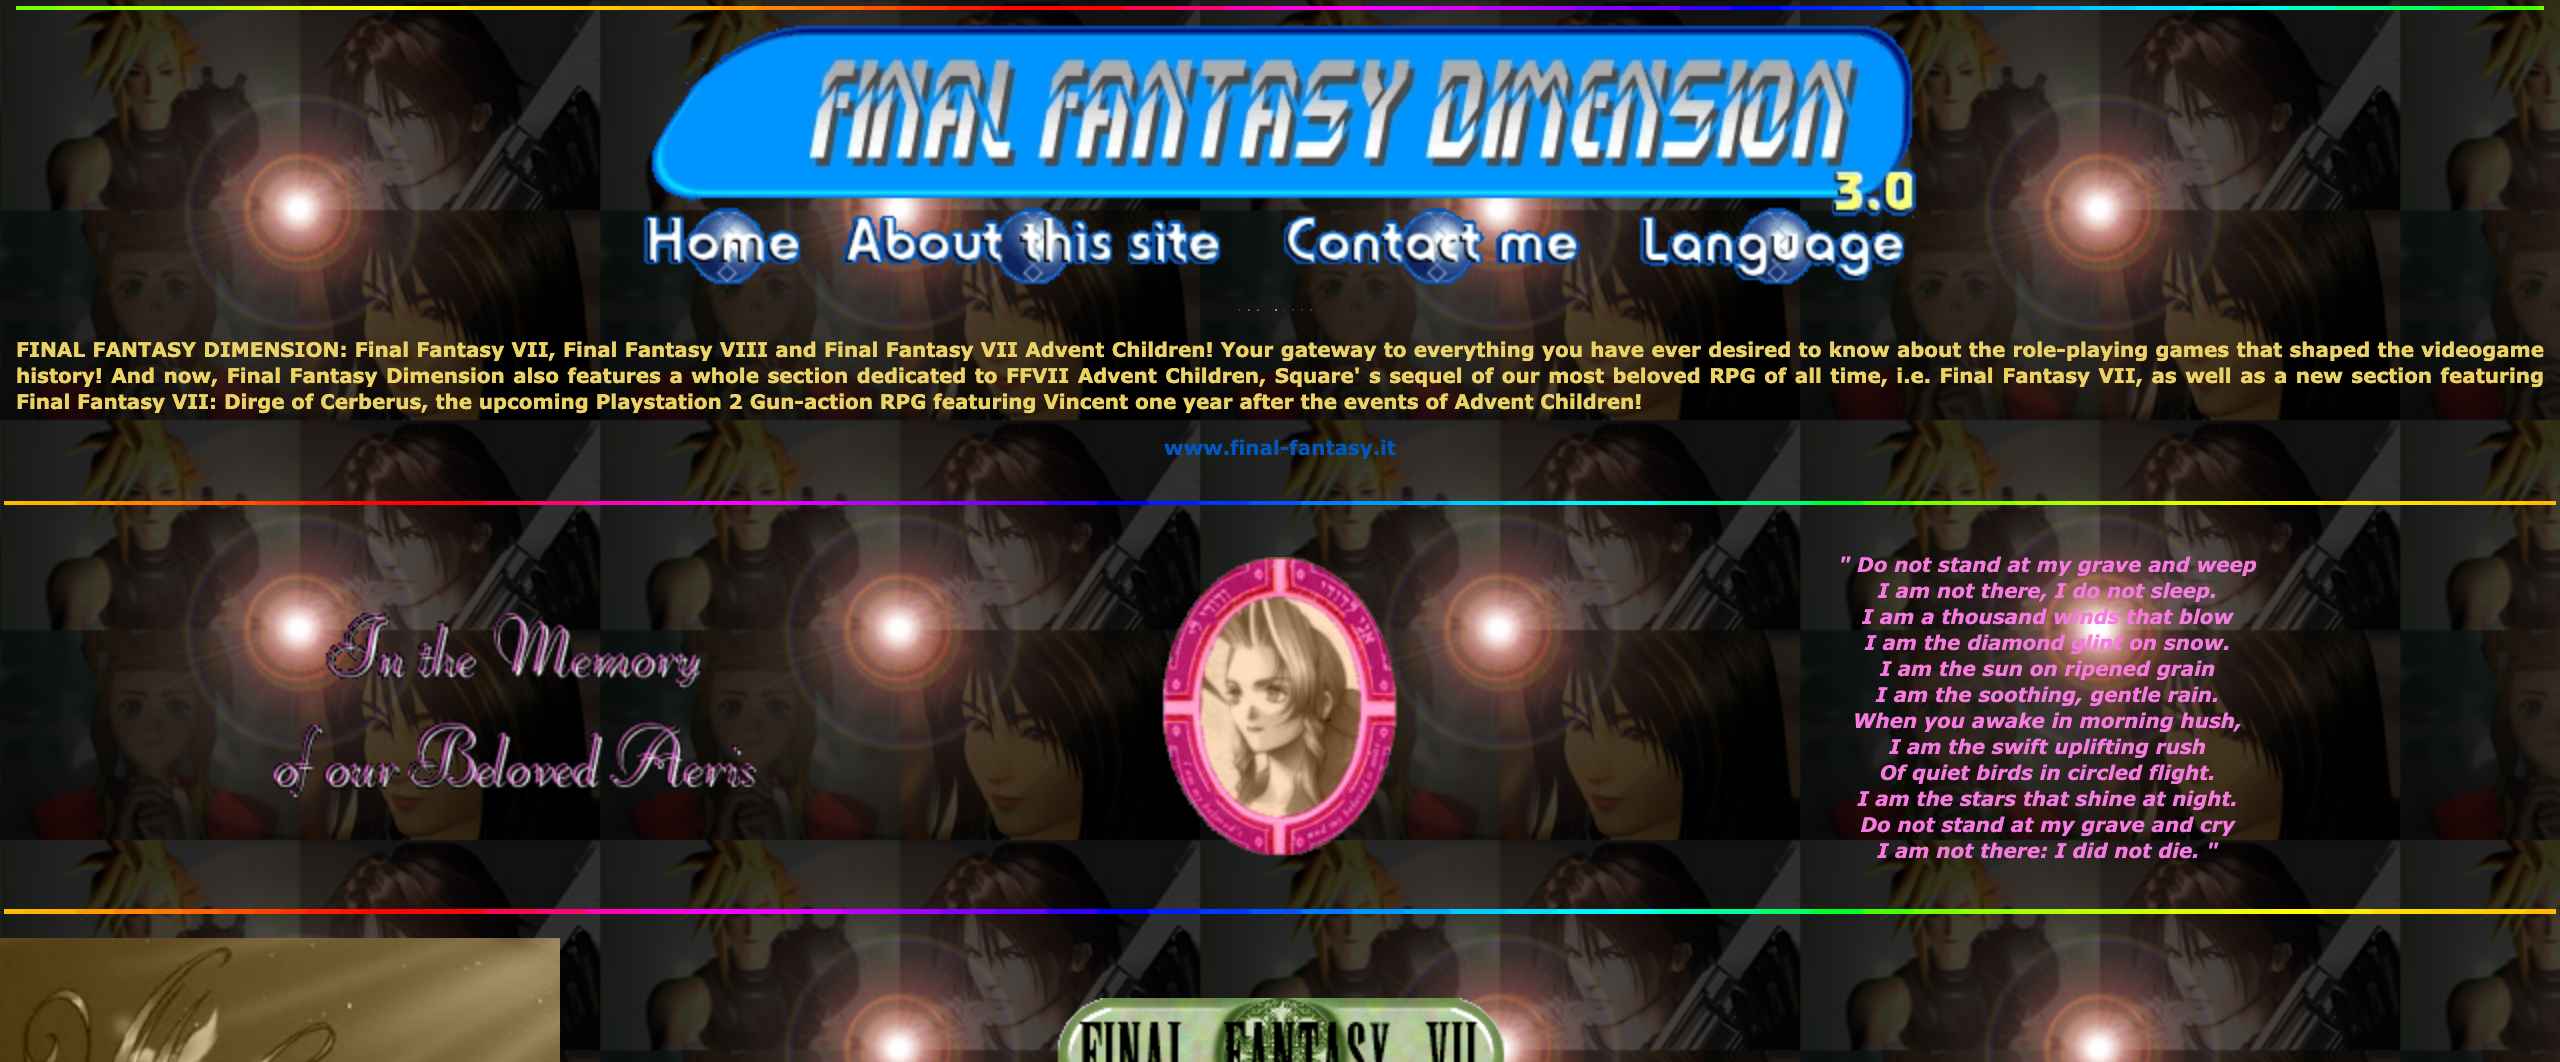 FINAL FANTASY DIMENSION
3.0
Home About this site Contact me Language
FINAL FANTASY DIMENSION: Final Fantasy VII, Final Fantasy VIII and Final Fantasy VII Advent Children! Your gateway to everything you have ever desired to know about the role-playing games that shaped the videogame
history! And now, Final Fantasy Dimension also features a whole section dedicated to FFVII Advent Children, Square' s sequel of our most beloved RPG of all time, i.e. Final Fantasy VII, as well as a new section featuring
Final Fantasy VII: Dirge of Cerberus, the upcoming Playstation 2 Gun-action RPG featuring Vincent one year after the events of Advent Children!
www.final-fantasy.it
In the Memory
of our Beloved Aeris
I am my beloved's
and my beloved is mine
" Do not stand at my grave and weep
I am not there, I do not sleep.
I am a thousand winds that blow
I am the diamond glint on snow.
I am the sun on ripened grain
I am the soothing, gentle rain.
When you awake in morning hush,
I am the swift uplifting rush
Of quiet birds in circled flight.
I am the stars that shine at night.
Do not stand at my grave and cry
I am not there: I did not die. "
FINAL FANTASY VII